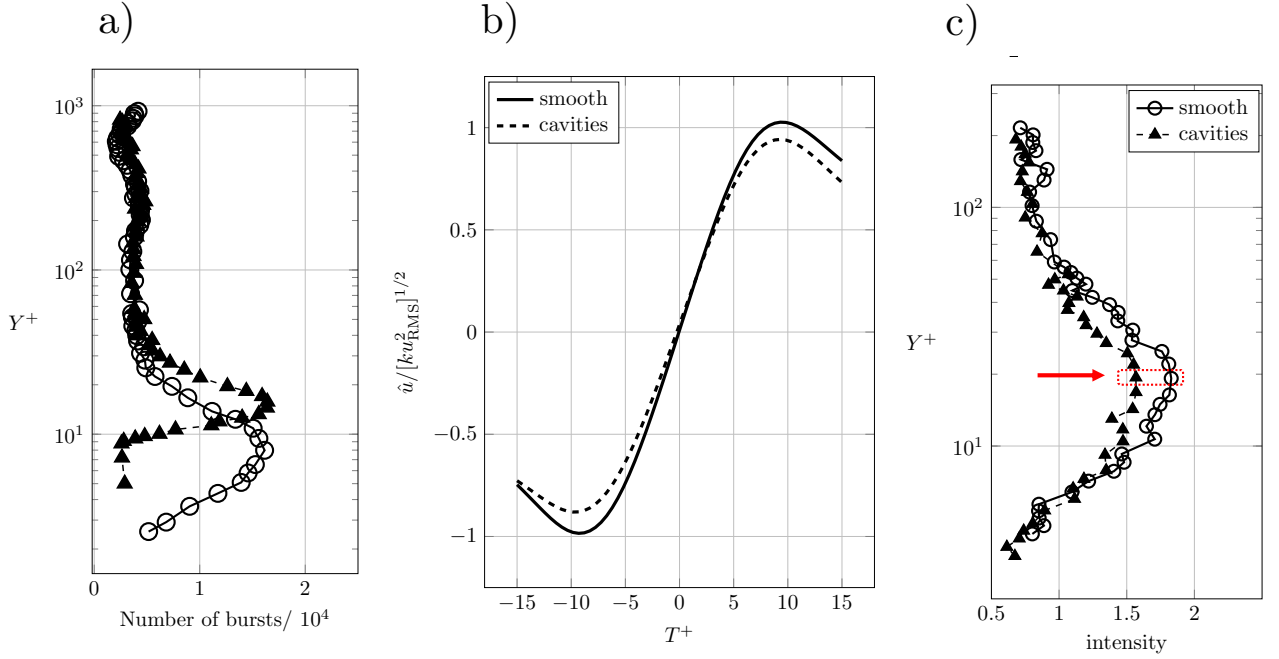 a)
10^3
10^2
10^1
Y^+
0
1
2
Number of bursts/ 10^4
b)
smooth
cavities
1
0.5
0
−0.5
−1
û/[ku²_RMS]^1/2
−15
−10
−5
0
5
10
15
T^+
c)
smooth
cavities
10^2
10^1
Y^+
0.5
1
1.5
2
intensity